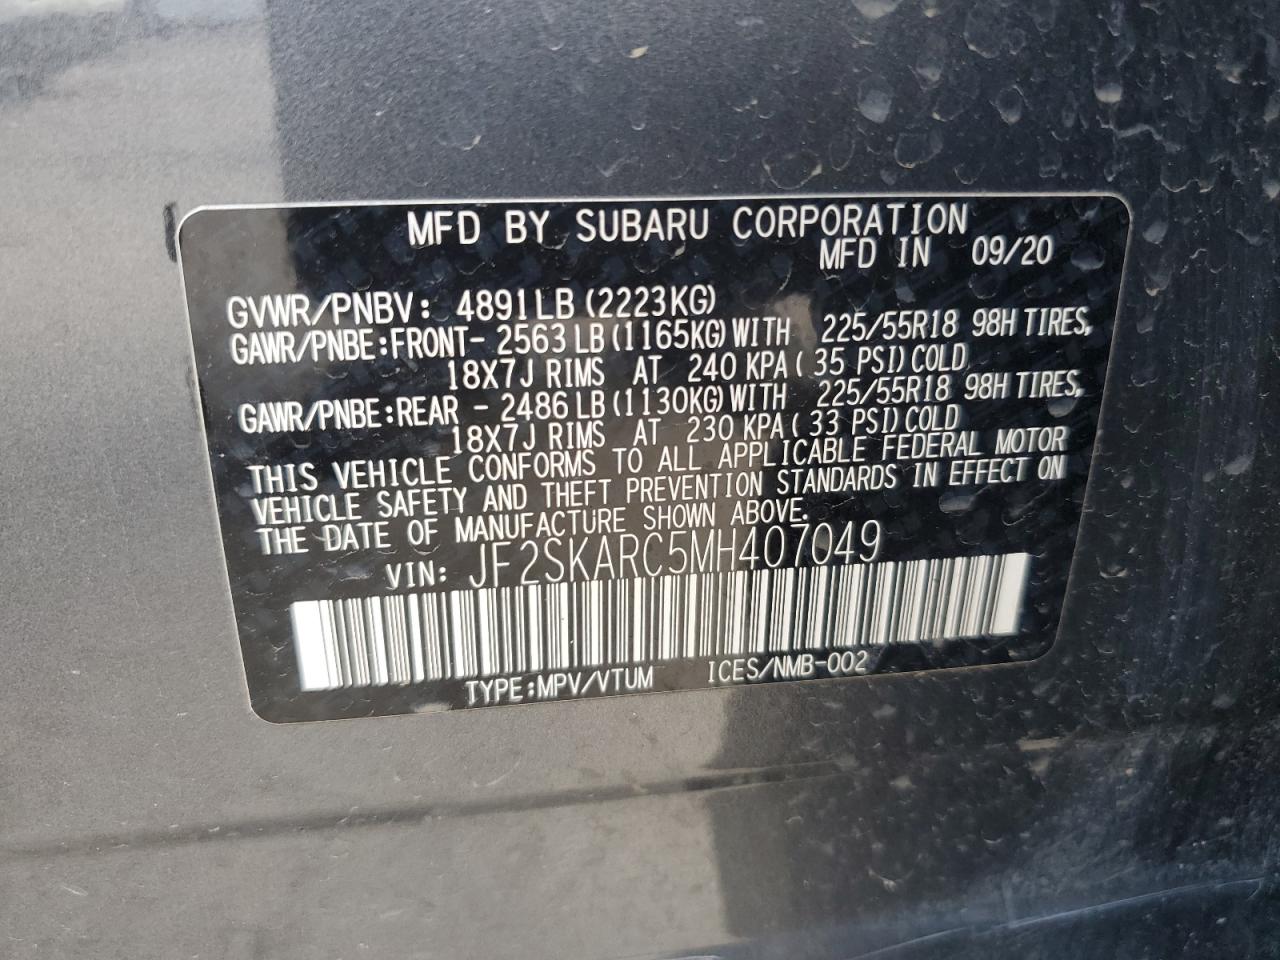 MFD BY SUBARU CORPORATION
MFD IN 09/20
GVWR/PNBV: 4891LB (2223KG)
GAWR/PNBE:FRONT- 2563 LB (1165KG) WITH 225/55R18 98H TIRES,
18X7J RIMS AT 240 KPA ( 35 PSI) COLD
GAWR/PNBE:REAR - 2486 LB (1130KG) WITH 225/55R18 98H TIRES,
18X7J RIMS AT 230 KPA ( 33 PSI) COLD
THIS VEHICLE CONFORMS TO ALL APPLICABLE FEDERAL MOTOR
VEHICLE SAFETY AND THEFT PREVENTION STANDARDS IN EFFECT ON
THE DATE OF MANUFACTURE SHOWN ABOVE.
VIN: JF2SKARC5MH407049
TYPE:MPV/VTUM ICES/NMB-002